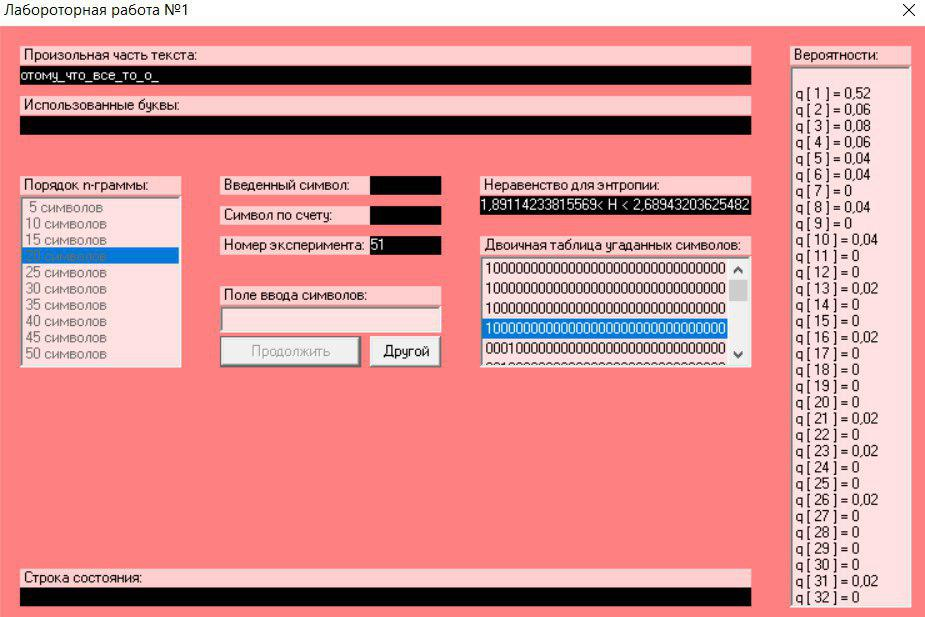 Лабороторная работа №1
Произольная часть текста:
отому_что_все_то_о_
Использованные буквы:
Порядок n-граммы:
5 символов
10 символов
15 символов
20 символов
25 символов
30 символов
35 символов
40 символов
45 символов
50 символов
Введенный символ:
Символ по счету:
Номер эксперимента: 51
Поле ввода символов:
Продолжить
Другой
Неравенство для энтропии:
1,89114233815569< H < 2,68943203625482
Двоичная таблица угаданных символов:
10000000000000000000000000000000
10000000000000000000000000000000
10000000000000000000000000000000
10000000000000000000000000000000
00010000000000000000000000000000
Строка состояния:
Вероятности:
q[ 1 ] = 0,52
q[ 2 ] = 0,06
q[ 3 ] = 0,08
q[ 4 ] = 0,06
q[ 5 ] = 0,04
q[ 6 ] = 0,04
q[ 7 ] = 0
q[ 8 ] = 0,04
q[ 9 ] = 0
q[ 10 ] = 0,04
q[ 11 ] = 0
q[ 12 ] = 0
q[ 13 ] = 0,02
q[ 14 ] = 0
q[ 15 ] = 0
q[ 16 ] = 0,02
q[ 17 ] = 0
q[ 18 ] = 0
q[ 19 ] = 0
q[ 20 ] = 0
q[ 21 ] = 0,02
q[ 22 ] = 0
q[ 23 ] = 0,02
q[ 24 ] = 0
q[ 25 ] = 0
q[ 26 ] = 0,02
q[ 27 ] = 0
q[ 28 ] = 0
q[ 29 ] = 0
q[ 30 ] = 0
q[ 31 ] = 0,02
q[ 32 ] = 0